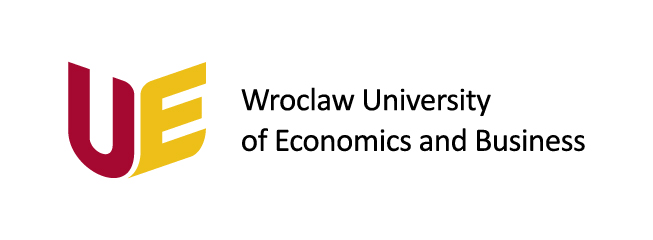 UE
Wroclaw University
of Economics and Business